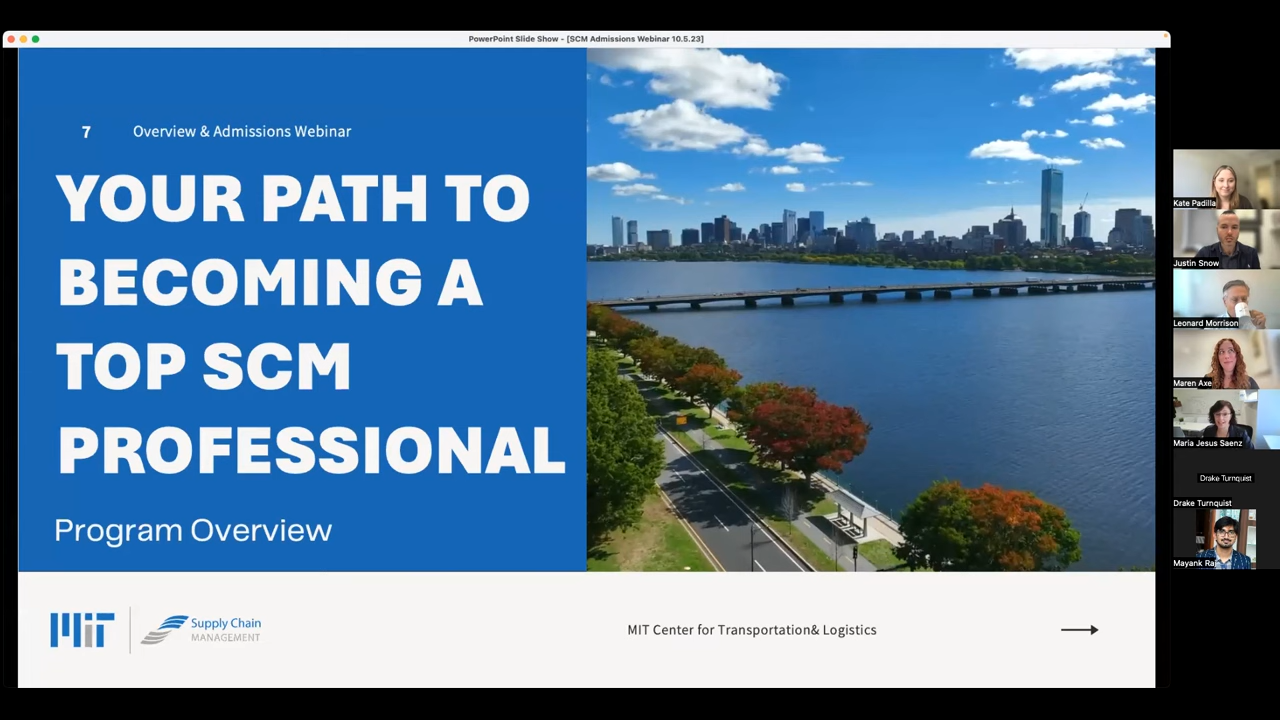 PowerPoint Slide Show - [SCM Admissions Webinar 10.5.23]
7 Overview & Admissions Webinar
YOUR PATH TO
BECOMING A
TOP SCM
PROFESSIONAL
Program Overview
MIT
Supply Chain
MANAGEMENT
MIT Center for Transportation& Logistics
Kate Padilla
Justin Snow
Leonard Morrison
Maren Axe
Maria Jesus Saenz
Drake Turnquist
Drake Turnquist
Mayank Raj